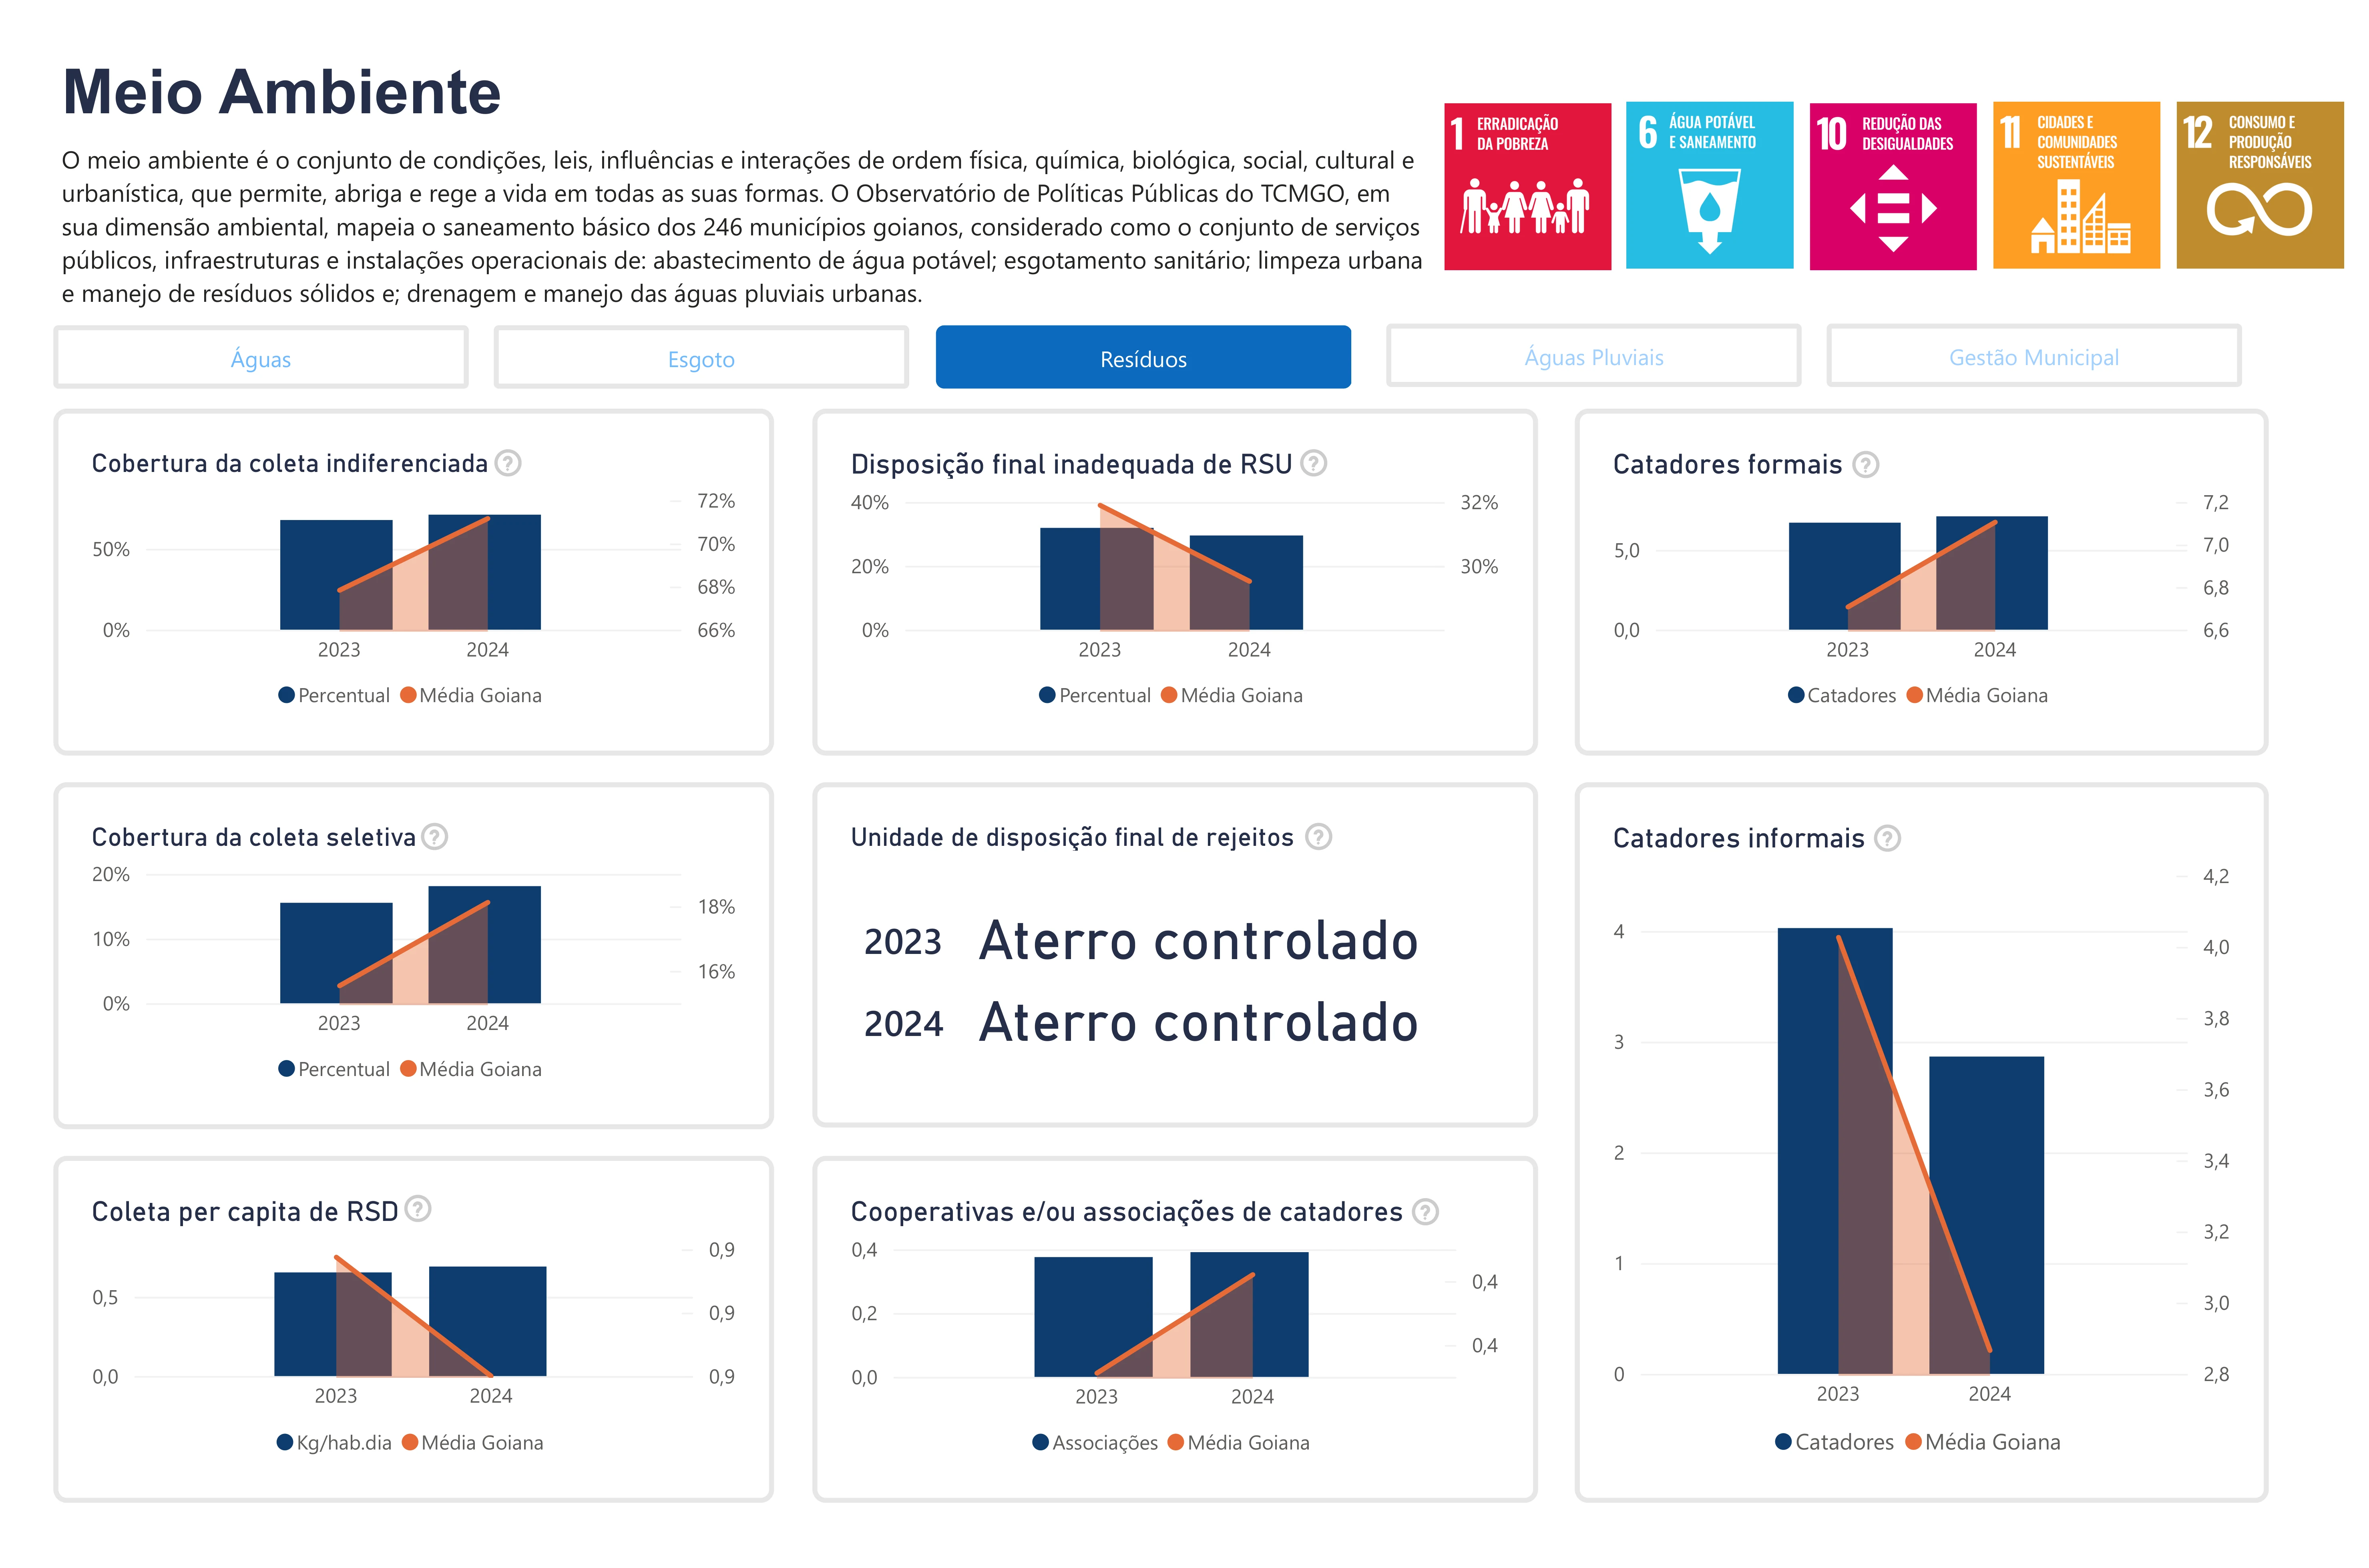 Meio Ambiente
O meio ambiente é o conjunto de condições, leis, influências e interações de ordem física, química, biológica, social, cultural e
urbanística, que permite, abriga e rege a vida em todas as suas formas. O Observatório de Políticas Públicas do TCMGO, em
sua dimensão ambiental, mapeia o saneamento básico dos 246 municípios goianos, considerado como o conjunto de serviços
públicos, infraestruturas e instalações operacionais de: abastecimento de água potável; esgotamento sanitário; limpeza urbana
e manejo de resíduos sólidos e; drenagem e manejo das águas pluviais urbanas.
1 ERRADICAÇÃO
DA POBREZA
6 ÁGUA POTÁVEL
E SANEAMENTO
10 REDUÇÃO DAS
DESIGUALDADES
11 CIDADES E
COMUNIDADES
SUSTENTÁVEIS
12 CONSUMO E
PRODUÇÃO
RESPONSÁVEIS
Águas
Esgoto
Resíduos
Águas Pluviais
Gestão Municipal
Cobertura da coleta indiferenciada ?
72%
50%
70%
68%
0%
66%
2023 2024
Percentual Média Goiana
Disposição final inadequada de RSU ?
40% 32%
20% 30%
0%
2023 2024
Percentual Média Goiana
Catadores formais ?
7,2
5,0
7,0
6,8
0,0
6,6
2023 2024
Catadores Média Goiana
Cobertura da coleta seletiva ?
20%
18%
10%
16%
0%
2023 2024
Percentual Média Goiana
Unidade de disposição final de rejeitos ?
2023 Aterro controlado
2024 Aterro controlado
Catadores informais ?
4,2
4
4,0
3,8
3
3,6
3,4
2
3,2
1
3,0
0
2,8
2023 2024
Catadores Média Goiana
Coleta per capita de RSD ?
0,9
0,5
0,9
0,0 0,9
2023 2024
Kg/hab.dia Média Goiana
Cooperativas e/ou associações de catadores ?
0,4
0,4
0,2
0,4
0,0
2023 2024
Associações Média Goiana